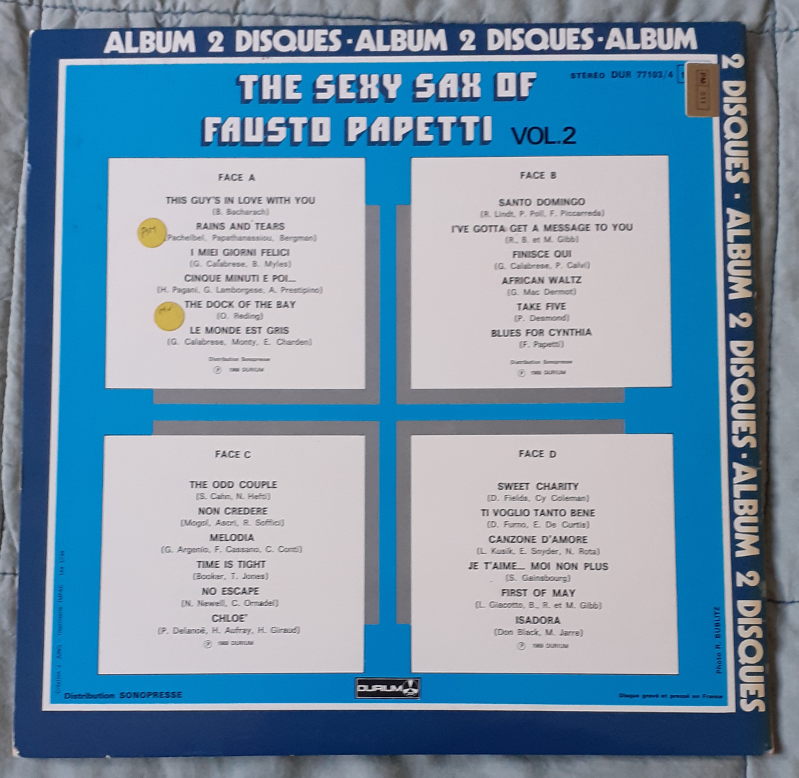 ALBUM 2 DISQUES · ALBUM 2 DISQUES · ALBUM
2 DISQUES · ALBUM 2 DISQUES · ALBUM 2 DISQUES
THE SEXY SAX OF
FAUSTO PAPETTI VOL.2
STEREO DUR 77103/4
PM 511
FACE A
THIS GUY'S IN LOVE WITH YOU
(B. Bacharach)
RAINS AND TEARS
PM
(Pachelbel, Papathanassiou, Bergman)
I MIEI GIORNI FELICI
(G. Calabrese, B. Myles)
CINQUE MINUTI E POI...
(H. Pagani, G. Lamborgese, A. Prestipino)
THE DOCK OF THE BAY
(O. Reding)
LE MONDE EST GRIS
(G. Calabrese, Monty, E. Charden)
Distribution Sonopresse
Ⓟ 1968 DURIUM
FACE B
SANTO DOMINGO
(R. Lindt, P. Poll, F. Piccarreda)
I'VE GOTTA GET A MESSAGE TO YOU
(R., B. et M. Gibb)
FINISCE QUI
(G. Calabrese, P. Calvi)
AFRICAN WALTZ
(G. Mac Dermot)
TAKE FIVE
(P. Desmond)
BLUES FOR CYNTHIA
(F. Papetti)
Distribution Sonopresse
Ⓟ 1968 DURIUM
FACE C
THE ODD COUPLE
(S. Cahn, N. Hefti)
NON CREDERE
(Mogol, Ascri, R. Soffici)
MELODIA
(G. Argenio, F. Cassano, C. Conti)
TIME IS TIGHT
(Booker, T. Jones)
NO ESCAPE
(N. Newell, C. Ornadel)
CHLOE'
(P. Delanoë, H. Aufray, H. Giraud)
Ⓟ 1969 DURIUM
FACE D
SWEET CHARITY
(D. Fields, Cy Coleman)
TI VOGLIO TANTO BENE
(D. Furno, E. De Curtis)
CANZONE D'AMORE
(L. Kusik, E. Snyder, N. Rota)
JE T'AIME... MOI NON PLUS
(S. Gainsbourg)
FIRST OF MAY
(L. Giacotto, B., R. et M. Gibb)
ISADORA
(Don Black, M. Jarre)
Ⓟ 1969 DURIUM
Photo R. BUBLITZ
Distribution SONOPRESSE
DURIUM
Disque gravé et pressé en France